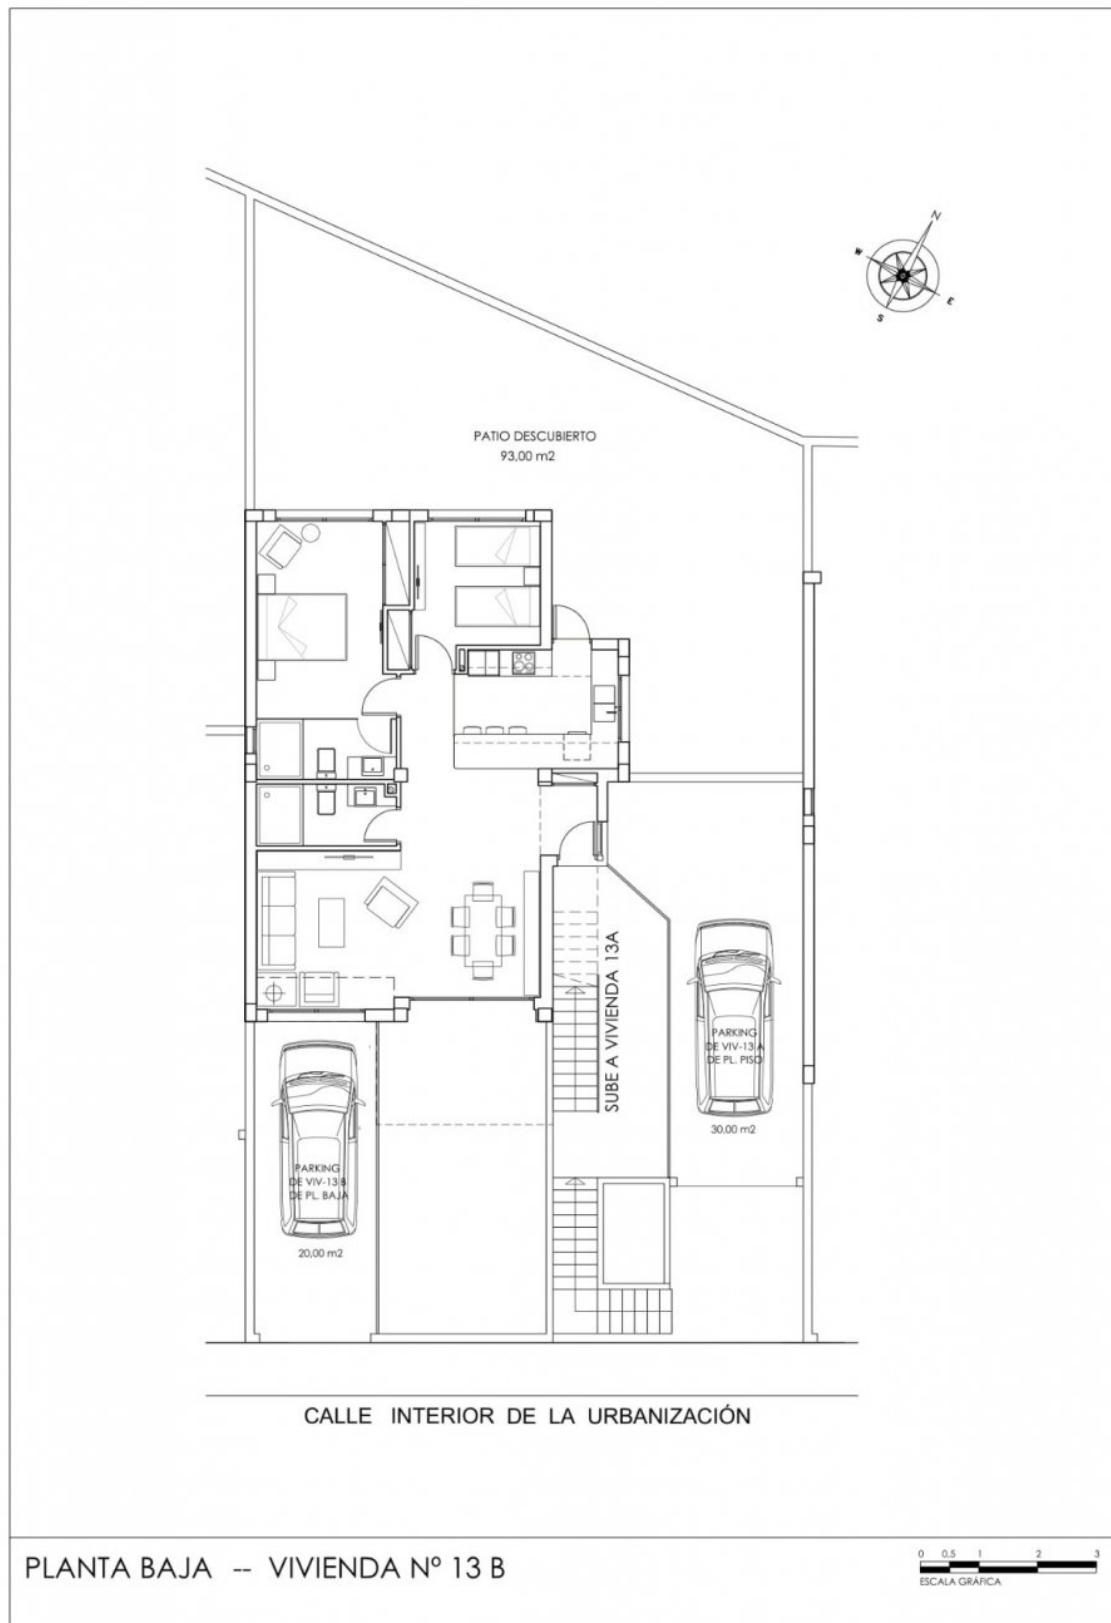 N
W
E
S
PATIO DESCUBIERTO
93,00 m2
SUBE A VIVIENDA 13A
PARKING
DE VIV-13 A
DE PL. PISO
30,00 m2
PARKING
DE VIV-13 B
DE PL. BAJA
20,00 m2
CALLE INTERIOR DE LA URBANIZACIÓN
PLANTA BAJA -- VIVIENDA Nº 13 B
0 0,5 1 2 3
ESCALA GRÁFICA